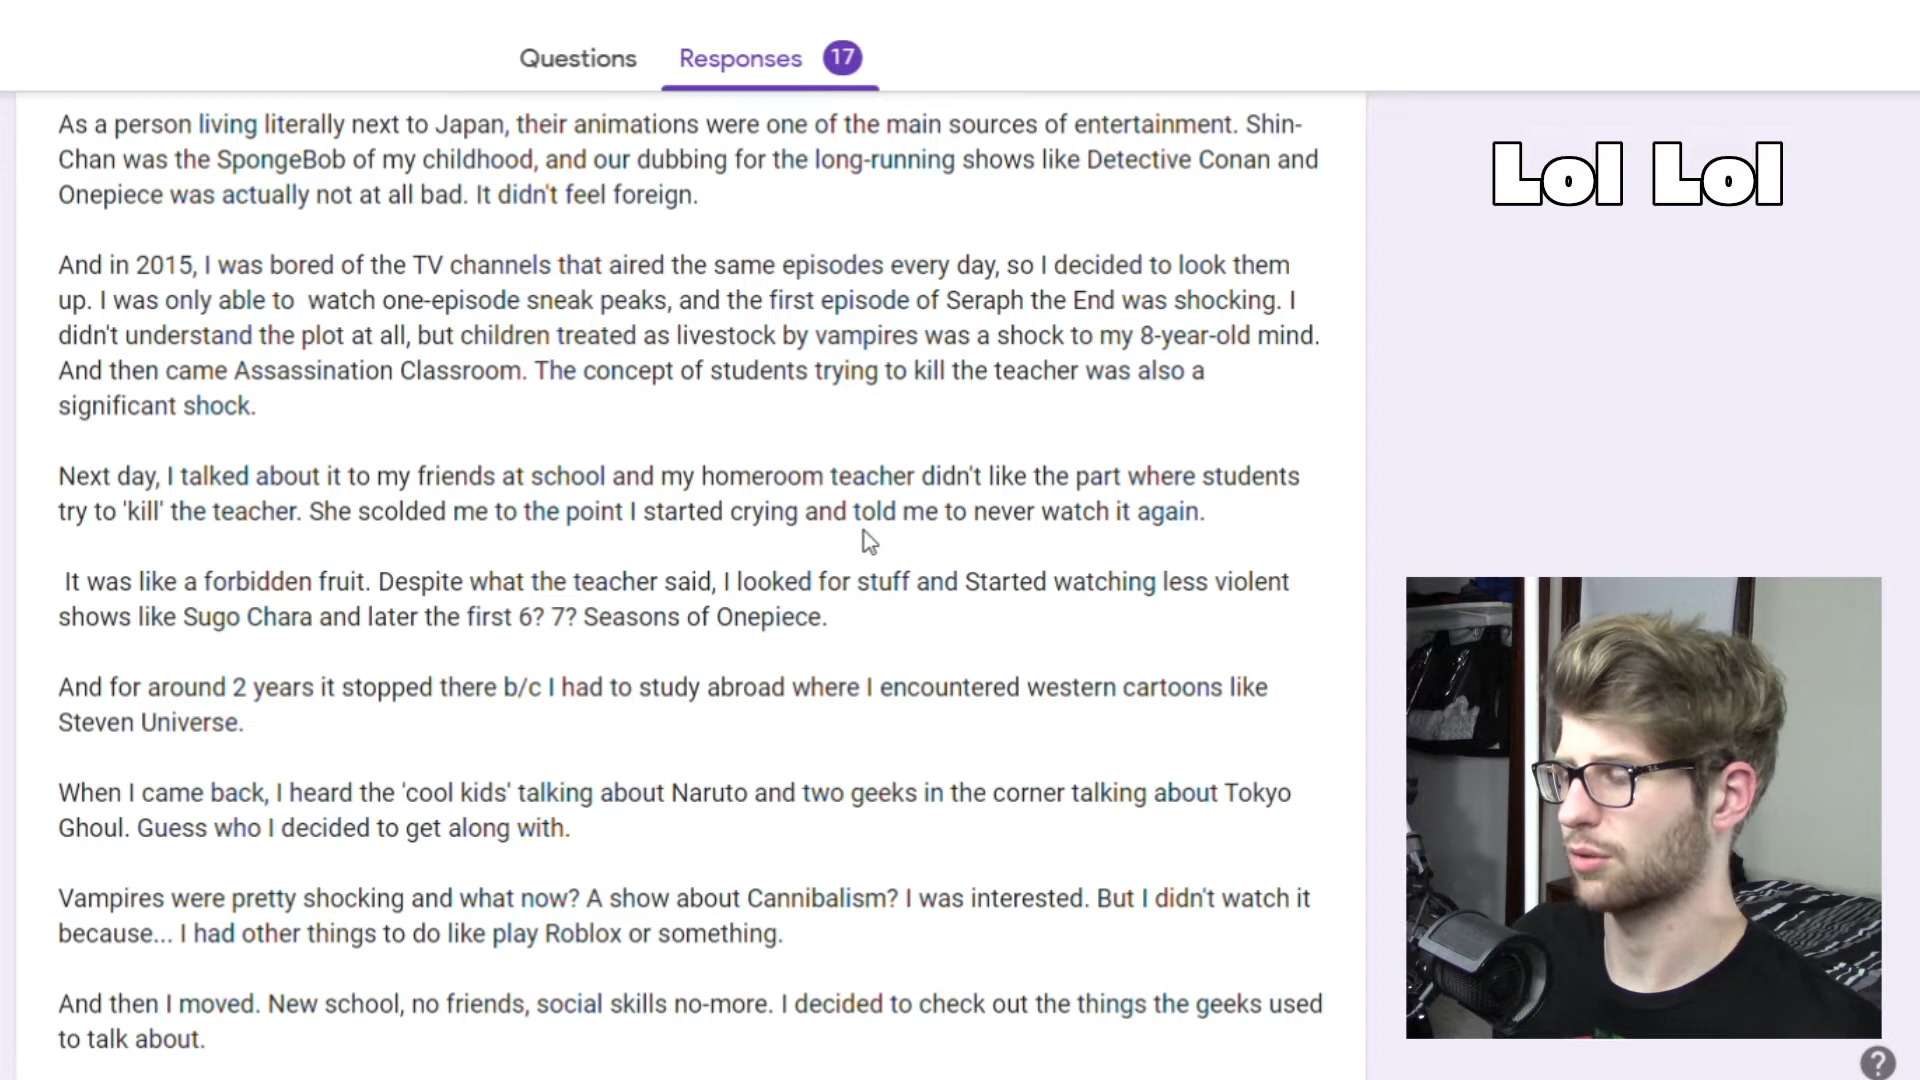 Questions
Responses 17
As a person living literally next to Japan, their animations were one of the main sources of entertainment. Shin-
Chan was the SpongeBob of my childhood, and our dubbing for the long-running shows like Detective Conan and
Onepiece was actually not at all bad. It didn't feel foreign.
And in 2015, I was bored of the TV channels that aired the same episodes every day, so I decided to look them
up. I was only able to  watch one-episode sneak peaks, and the first episode of Seraph the End was shocking. I
didn't understand the plot at all, but children treated as livestock by vampires was a shock to my 8-year-old mind.
And then came Assassination Classroom. The concept of students trying to kill the teacher was also a
significant shock.
Next day, I talked about it to my friends at school and my homeroom teacher didn't like the part where students
try to 'kill' the teacher. She scolded me to the point I started crying and told me to never watch it again.
It was like a forbidden fruit. Despite what the teacher said, I looked for stuff and Started watching less violent
shows like Sugo Chara and later the first 6? 7? Seasons of Onepiece.
And for around 2 years it stopped there b/c I had to study abroad where I encountered western cartoons like
Steven Universe.
When I came back, I heard the 'cool kids' talking about Naruto and two geeks in the corner talking about Tokyo
Ghoul. Guess who I decided to get along with.
Vampires were pretty shocking and what now? A show about Cannibalism? I was interested. But I didn't watch it
because... I had other things to do like play Roblox or something.
And then I moved. New school, no friends, social skills no-more. I decided to check out the things the geeks used
to talk about.
Lol Lol
?